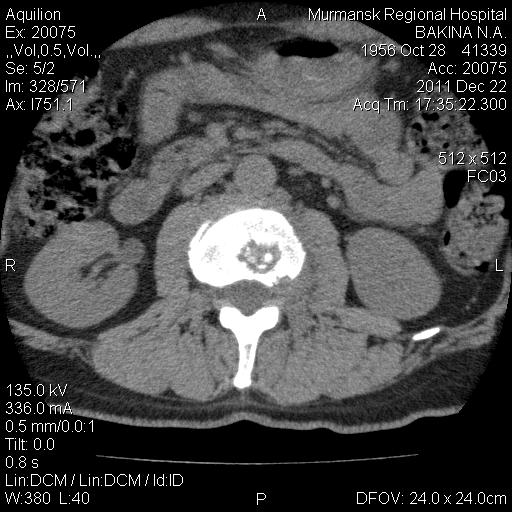 Aquilion
Ex: 20075
,,Vol,0.5,Vol.,,
Se: 5/2
Im: 328/571
Ax: I751.1
A
Murmansk Regional Hospital
BAKINA N.A.
1956 Oct 28 41339
Acc: 20075
2011 Dec 22
Acq Tm: 17:35:22.300
512 x 512
FC03
R
L
135.0 kV
336.0 mA
0.5 mm/0.0:1
Tilt: 0.0
0.8 s
Lin:DCM / Lin:DCM / Id:ID
W:380 L:40
P
DFOV: 24.0 x 24.0cm